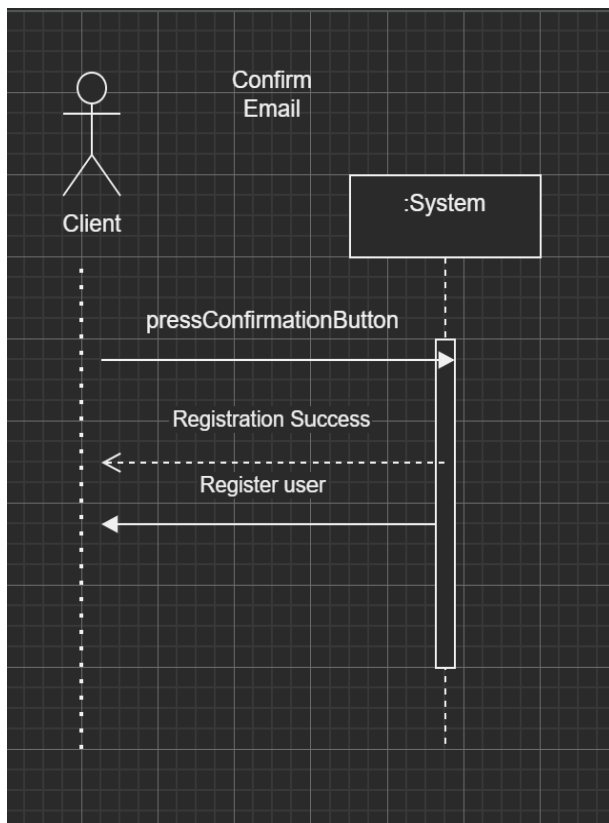 Confirm
Email
Client
:System
pressConfirmationButton
Registration Success
Register user